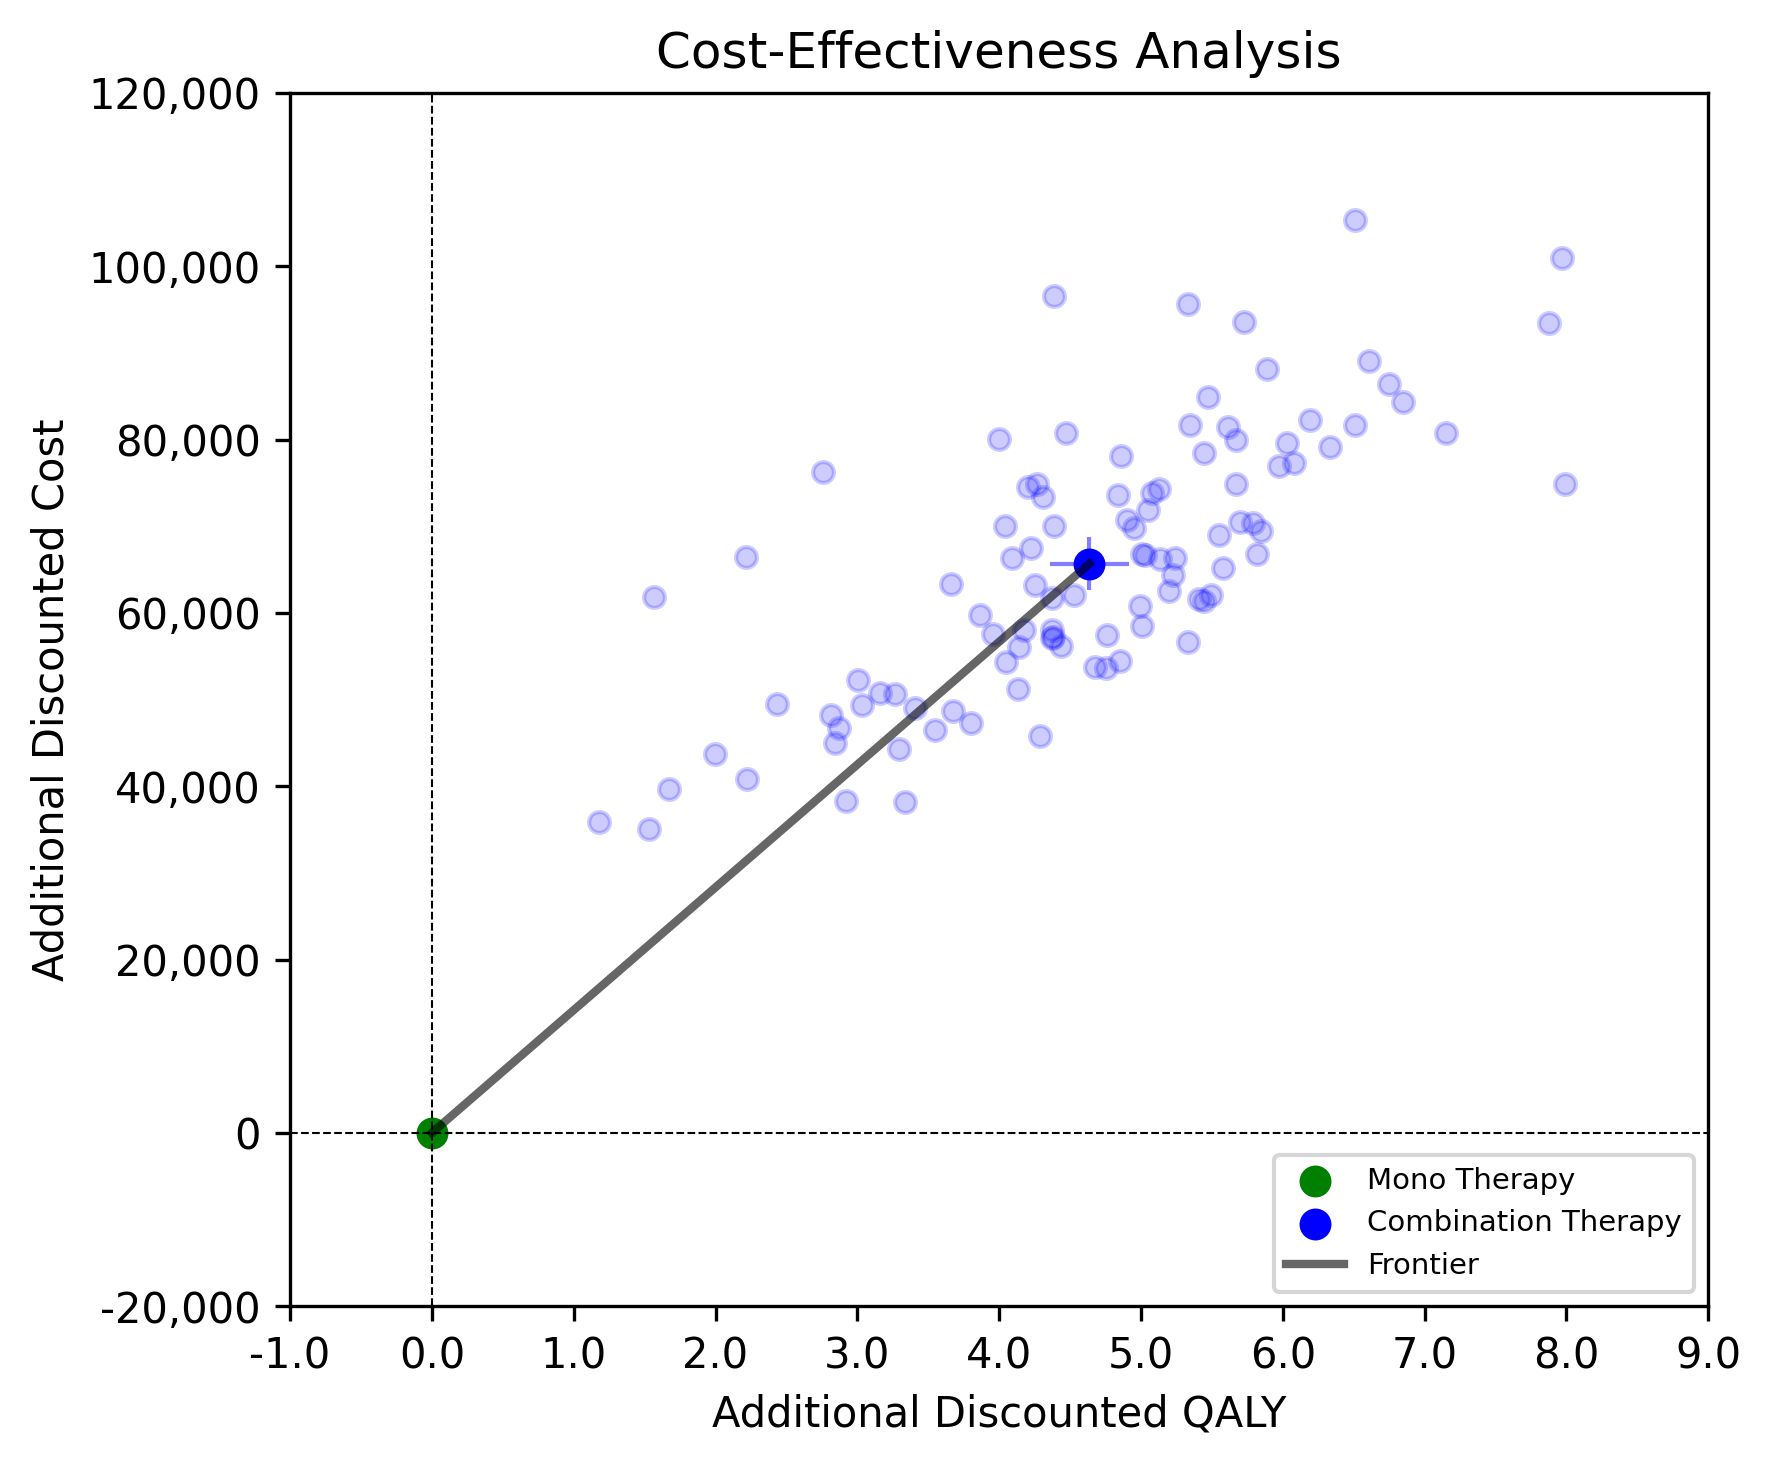 Cost-Effectiveness Analysis
120,000
100,000
80,000
60,000
40,000
20,000
0
-20,000
Additional Discounted Cost
-1.0 0.0 1.0 2.0 3.0 4.0 5.0 6.0 7.0 8.0 9.0
Additional Discounted QALY
Mono Therapy
Combination Therapy
Frontier